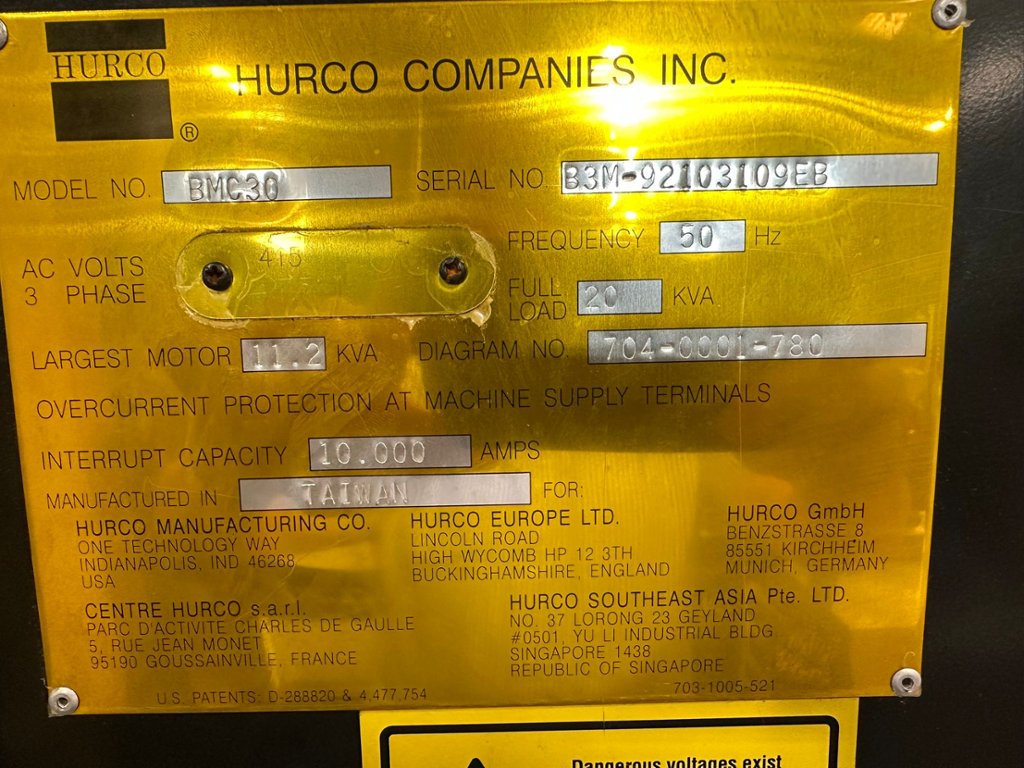 HURCO
®
HURCO COMPANIES INC.
MODEL NO. BMC30
SERIAL NO. B3M-92103109EB
AC VOLTS
3 PHASE
415
FREQUENCY 50 Hz
FULL
LOAD 20 KVA
LARGEST MOTOR 11.2 KVA
DIAGRAM NO. 704-0001-780
OVERCURRENT PROTECTION AT MACHINE SUPPLY TERMINALS
INTERRUPT CAPACITY 10.000 AMPS
MANUFACTURED IN TAIWAN FOR:
HURCO MANUFACTURING CO.
ONE TECHNOLOGY WAY
INDIANAPOLIS, IND 46268
USA
HURCO EUROPE LTD.
LINCOLN ROAD
HIGH WYCOMB HP 12 3TH
BUCKINGHAMSHIRE, ENGLAND
HURCO GmbH
BENZSTRASSE 8
85551 KIRCHHEIM
MUNICH, GERMANY
CENTRE HURCO s.a.r.l.
PARC D'ACTIVITE CHARLES DE GAULLE
5, RUE JEAN MONET
95190 GOUSSAINVILLE, FRANCE
HURCO SOUTHEAST ASIA Pte. LTD.
NO. 37 LORONG 23 GEYLAND
#0501, YU LI INDUSTRIAL BLDG
SINGAPORE 1438
REPUBLIC OF SINGAPORE
U.S. PATENTS: D-288820 & 4,477,754
703-1005-521
Dangerous voltages exist